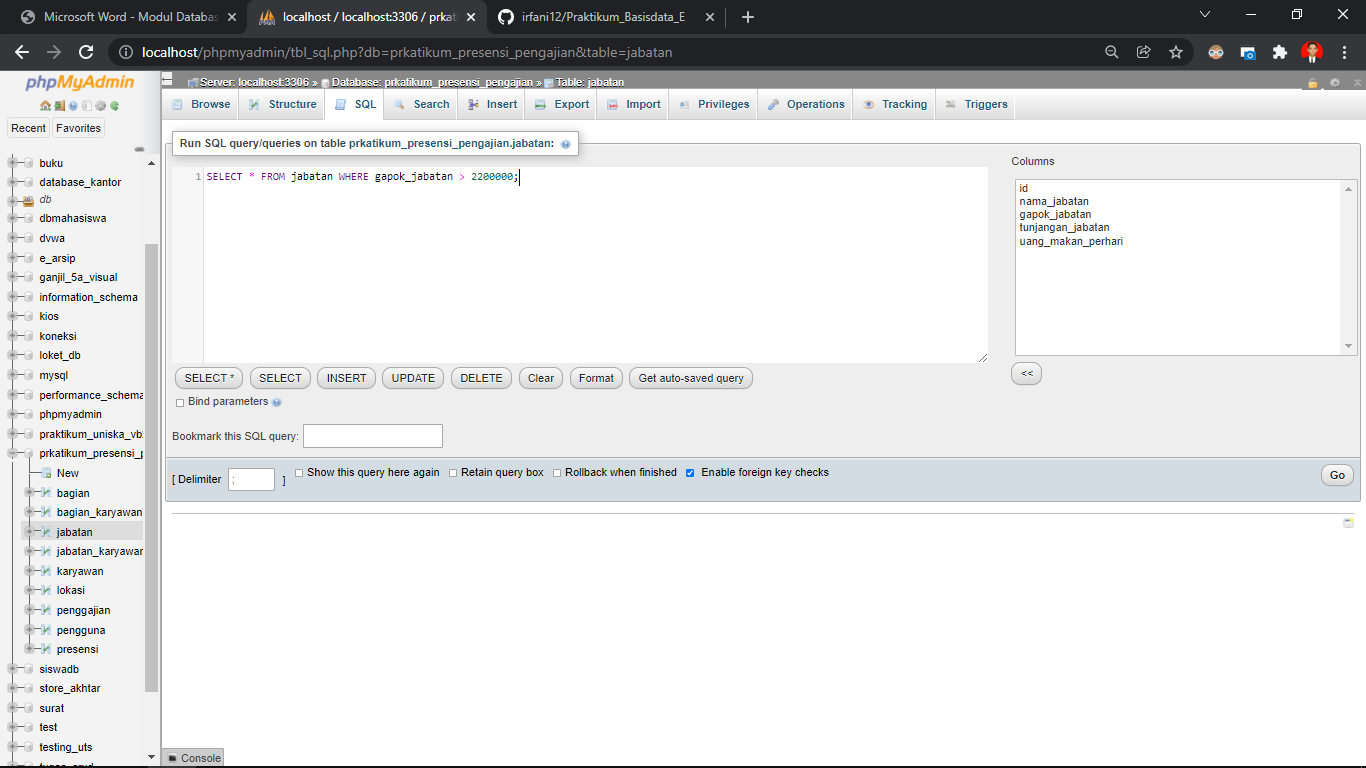 Microsoft Word - Modul Databas
localhost / localhost:3306 / prkati
irfani12/Praktikum_Basisdata_E
localhost/phpmyadmin/tbl_sql.php?db=prkatikum_presensi_pengajian&table=jabatan
phpMyAdmin
Recent
Favorites
buku
database_kantor
db
dbmahasiswa
dvwa
e_arsip
ganjil_5a_visual
information_schema
kios
koneksi
loket_db
mysql
performance_schema
phpmyadmin
praktikum_uniska_vb
prkatikum_presensi_p
New
bagian
bagian_karyawan
jabatan
jabatan_karyawan
karyawan
lokasi
penggajian
pengguna
presensi
siswadb
store_akhtar
surat
test
testing_uts
Server: localhost:3306 » Database: prkatikum_presensi_pengajian » Table: jabatan
Browse Structure SQL Search Insert Export Import Privileges Operations Tracking Triggers
Run SQL query/queries on table prkatikum_presensi_pengajian.jabatan:
1 SELECT * FROM jabatan WHERE gapok_jabatan > 2200000;
Columns
id
nama_jabatan
gapok_jabatan
tunjangan_jabatan
uang_makan_perhari
<<
SELECT * SELECT INSERT UPDATE DELETE Clear Format Get auto-saved query
Bind parameters
Bookmark this SQL query:
[ Delimiter ; ] Show this query here again Retain query box Rollback when finished Enable foreign key checks
Go
Console